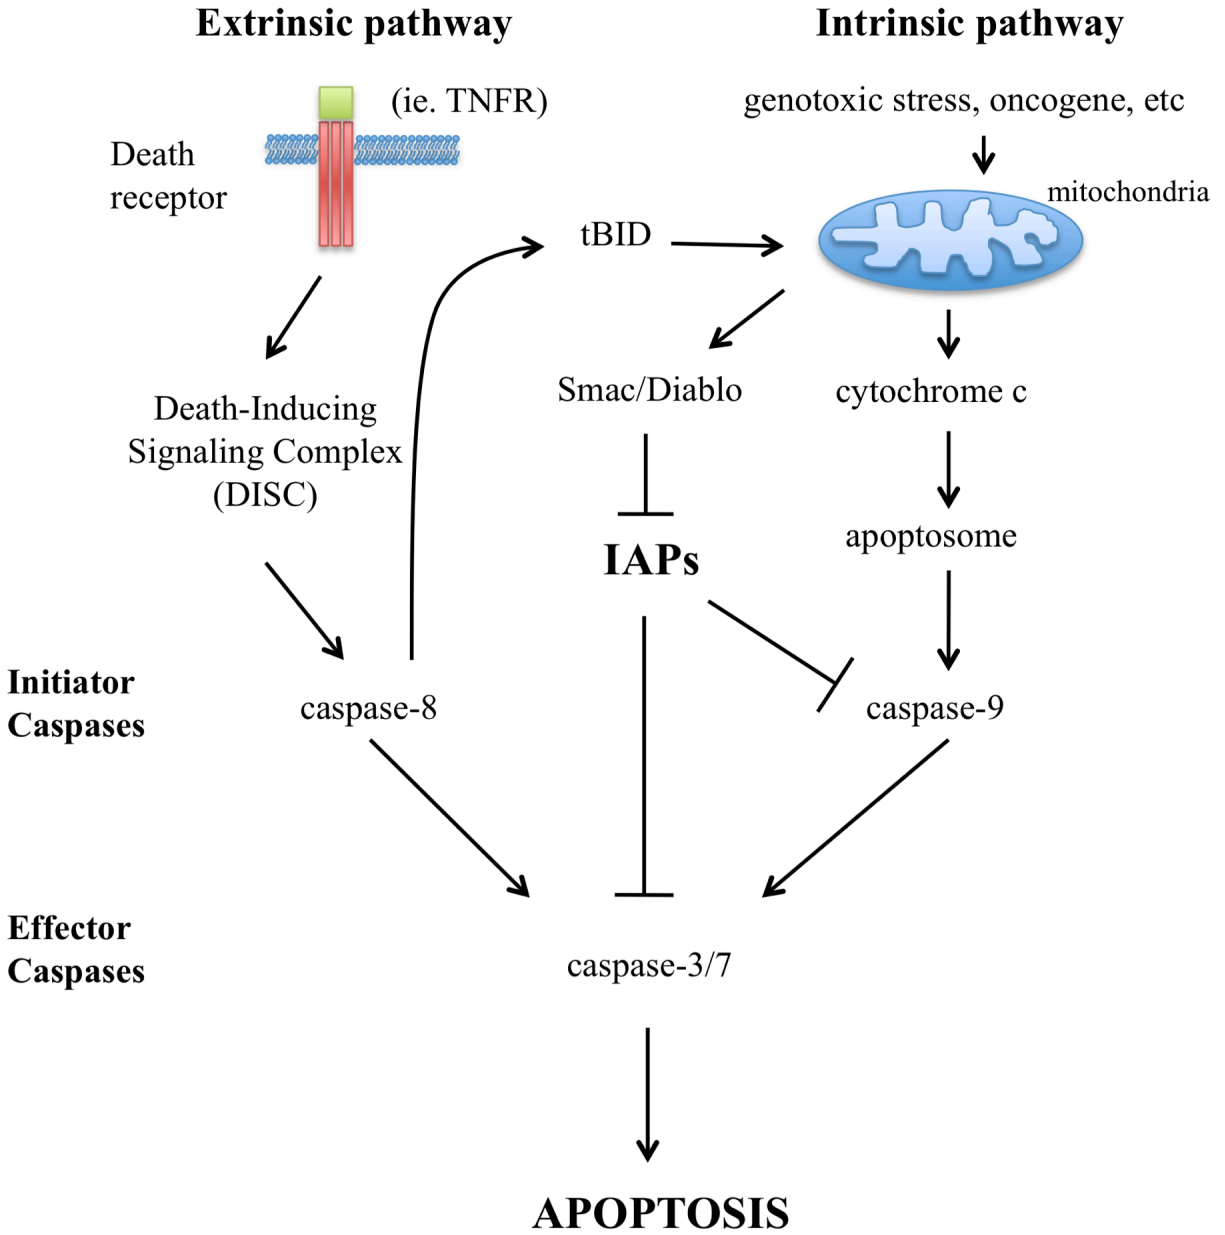 Extrinsic pathway
Intrinsic pathway
(ie. TNFR)
genotoxic stress, oncogene, etc
Death
receptor
mitochondria
tBID
Smac/Diablo
cytochrome c
Death-Inducing
Signaling Complex
(DISC)
apoptosome
IAPs
Initiator
Caspases
caspase-8
caspase-9
Effector
Caspases
caspase-3/7
APOPTOSIS